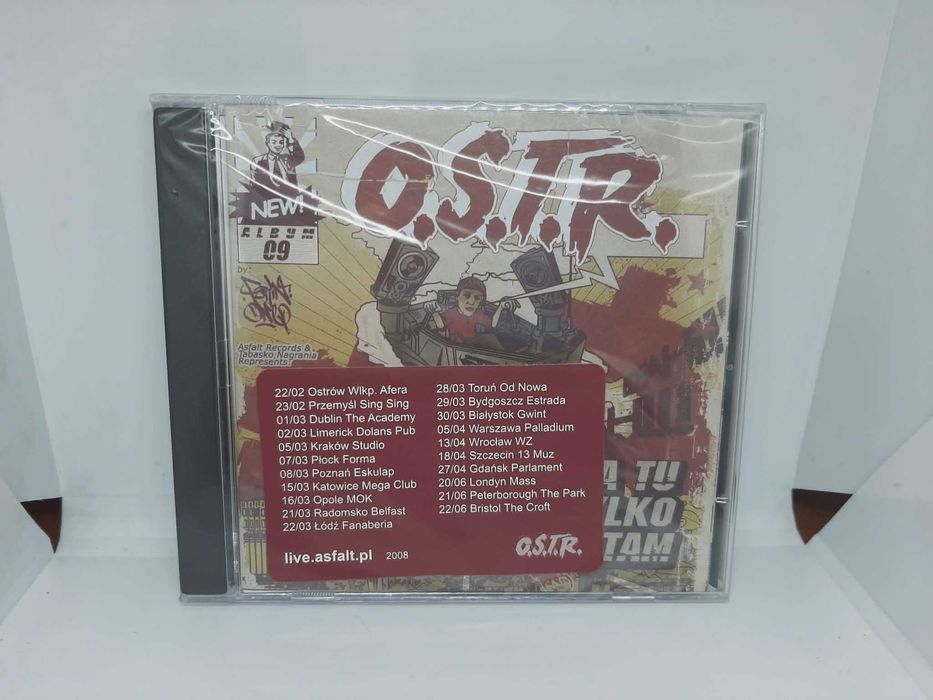 O.S.T.R.
NEW!
ALBUM
09
by:
Asfalt Records &
Tabasko Nagrania
Represents:
22/02 Ostrów Wlkp. Afera
23/02 Przemyśl Sing Sing
01/03 Dublin The Academy
02/03 Limerick Dolans Pub
05/03 Kraków Studio
07/03 Płock Forma
08/03 Poznań Eskulap
15/03 Katowice Mega Club
16/03 Opole MOK
21/03 Radomsko Belfast
22/03 Łódź Fanaberia
28/03 Toruń Od Nowa
29/03 Bydgoszcz Estrada
30/03 Białystok Gwint
05/04 Warszawa Palladium
13/04 Wrocław WZ
18/04 Szczecin 13 Muz
27/04 Gdańsk Parlament
20/06 Londyn Mass
21/06 Peterborough The Park
22/06 Bristol The Croft
live.asfalt.pl 2008
O.S.T.R.
A TU
YLKO
TAM